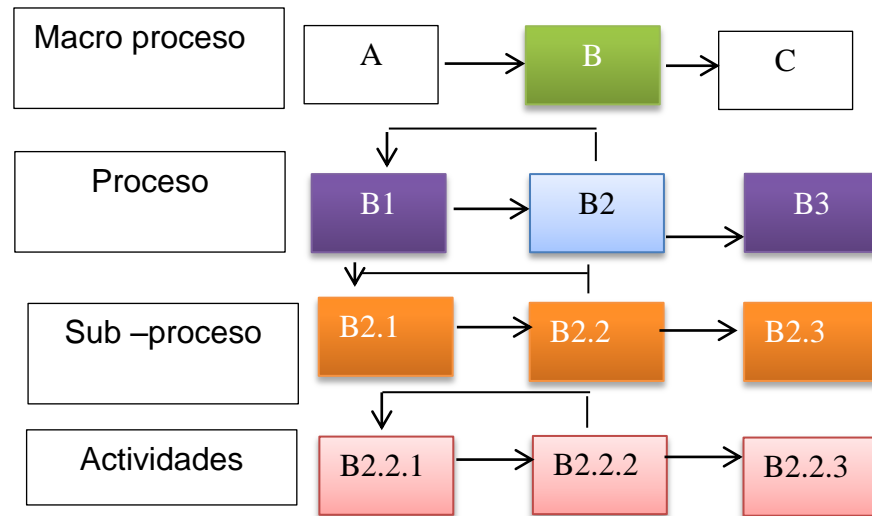 Macro proceso
A
B
C
Proceso
B1
B2
B3
Sub –proceso
B2.1
B2.2
B2.3
Actividades
B2.2.1
B2.2.2
B2.2.3